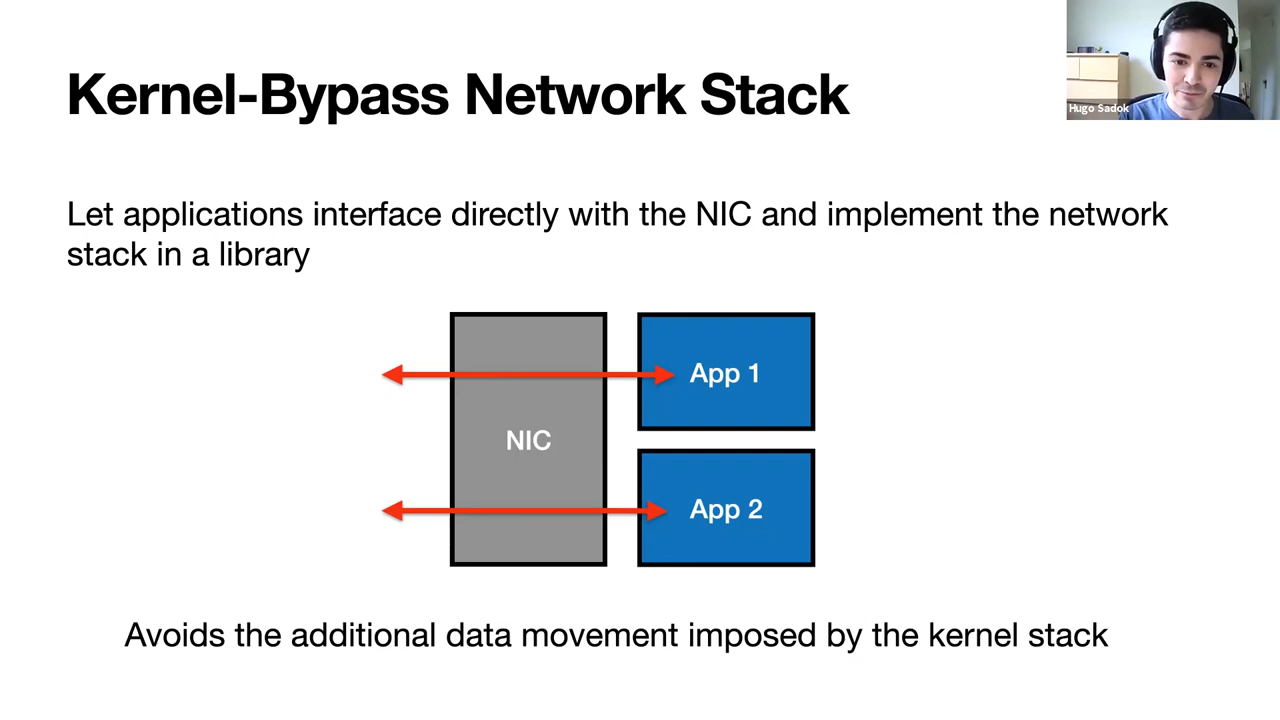 Kernel-Bypass Network Stack
Hugo Sadok
Let applications interface directly with the NIC and implement the network
stack in a library
App 1
NIC
App 2
Avoids the additional data movement imposed by the kernel stack